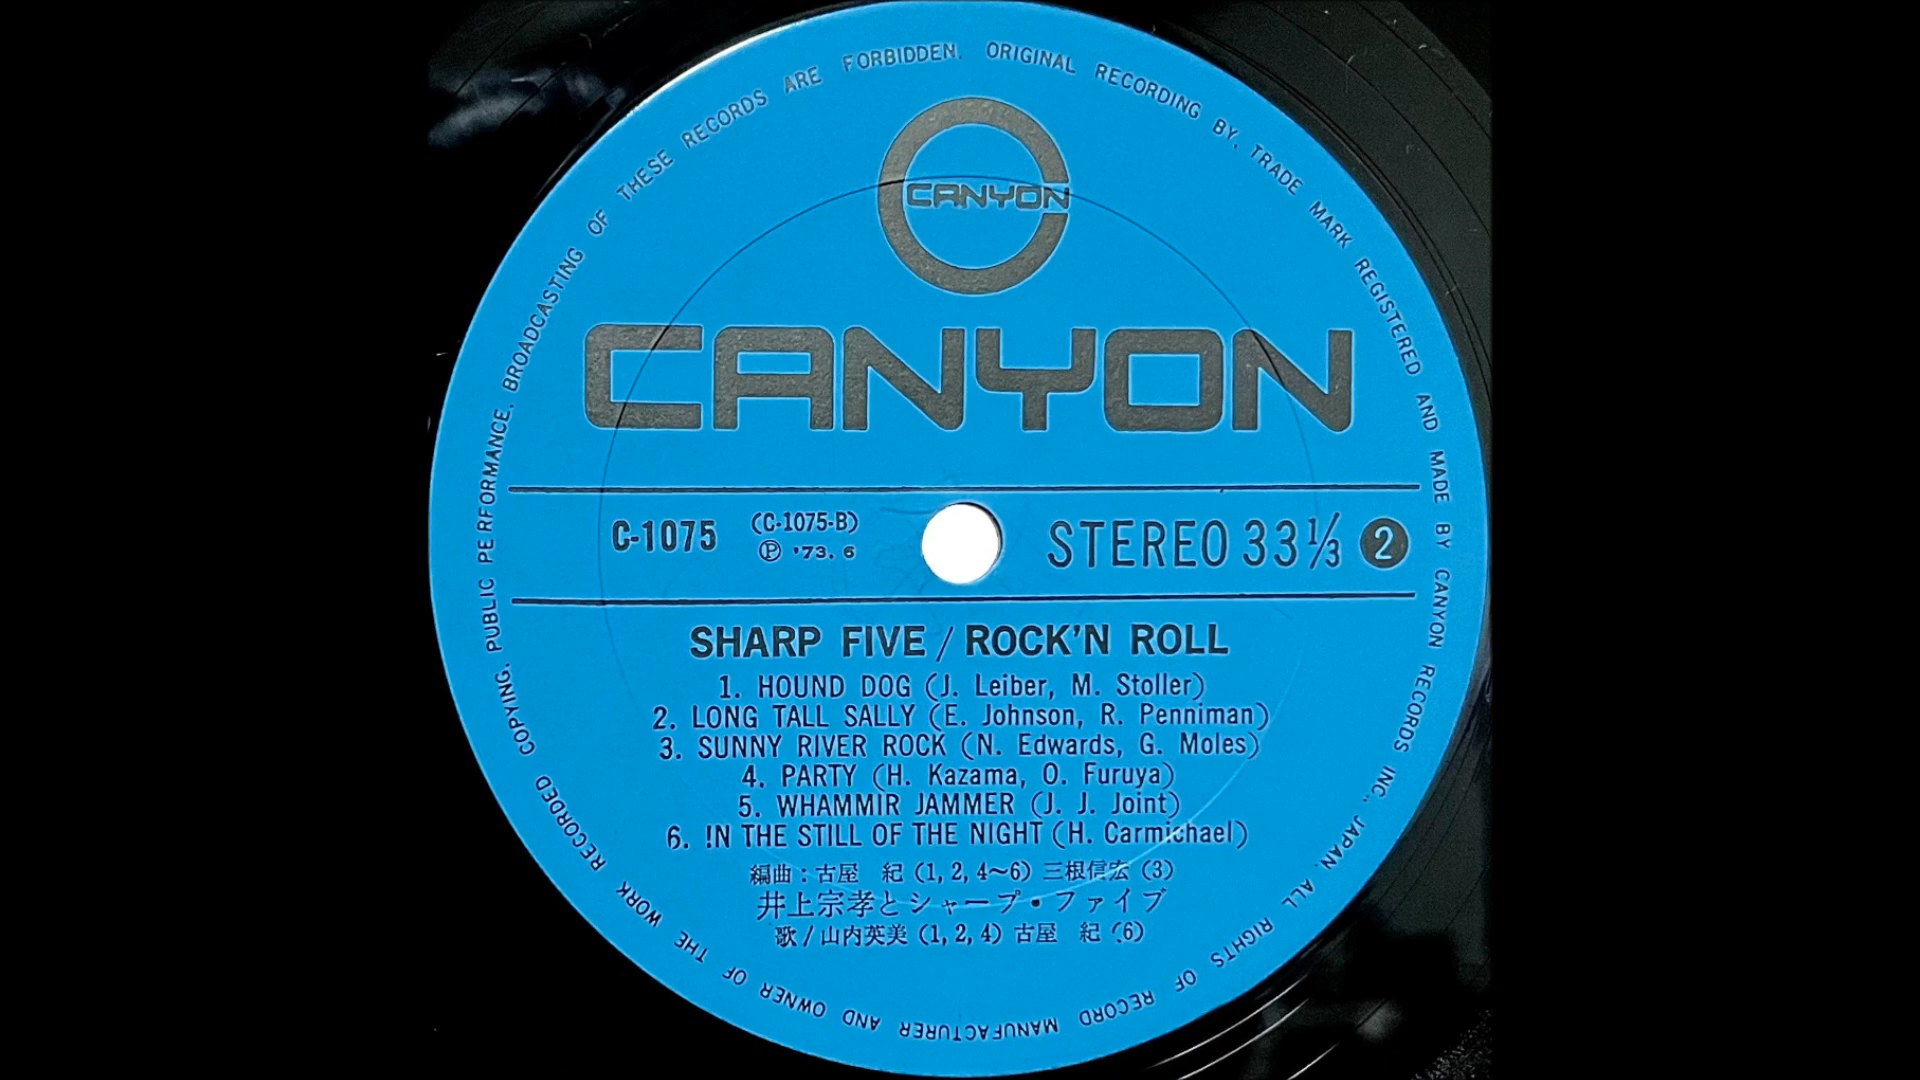 COPYING. PUBLIC PERFORMANCE. BROADCASTING OF THESE RECORDS ARE FORBIDDEN. ORIGINAL RECORDING BY. TRADE MARK REGISTERED AND MADE BY CANYON RECORDS INC., JAPAN. ALL RIGHTS OF RECORD MANUFACTURER AND OWNER OF THE WORK RECORDED
CANYON
CANYON
C-1075
(C-1075-B)
Ⓟ '73. 6
STEREO 33⅓ 2
SHARP FIVE / ROCK'N ROLL
1. HOUND DOG (J. Leiber, M. Stoller)
2. LONG TALL SALLY (E. Johnson, R. Penniman)
3. SUNNY RIVER ROCK (N. Edwards, G. Moles)
4. PARTY (H. Kazama, O. Furuya)
5. WHAMMIR JAMMER (J. J. Joint)
6. IN THE STILL OF THE NIGHT (H. Carmichael)
編曲:古屋 紀 (1, 2, 4~6) 三根信宏 (3)
井上宗孝とシャープ・ファイブ
歌/山内英美 (1, 2, 4) 古屋 紀 (6)